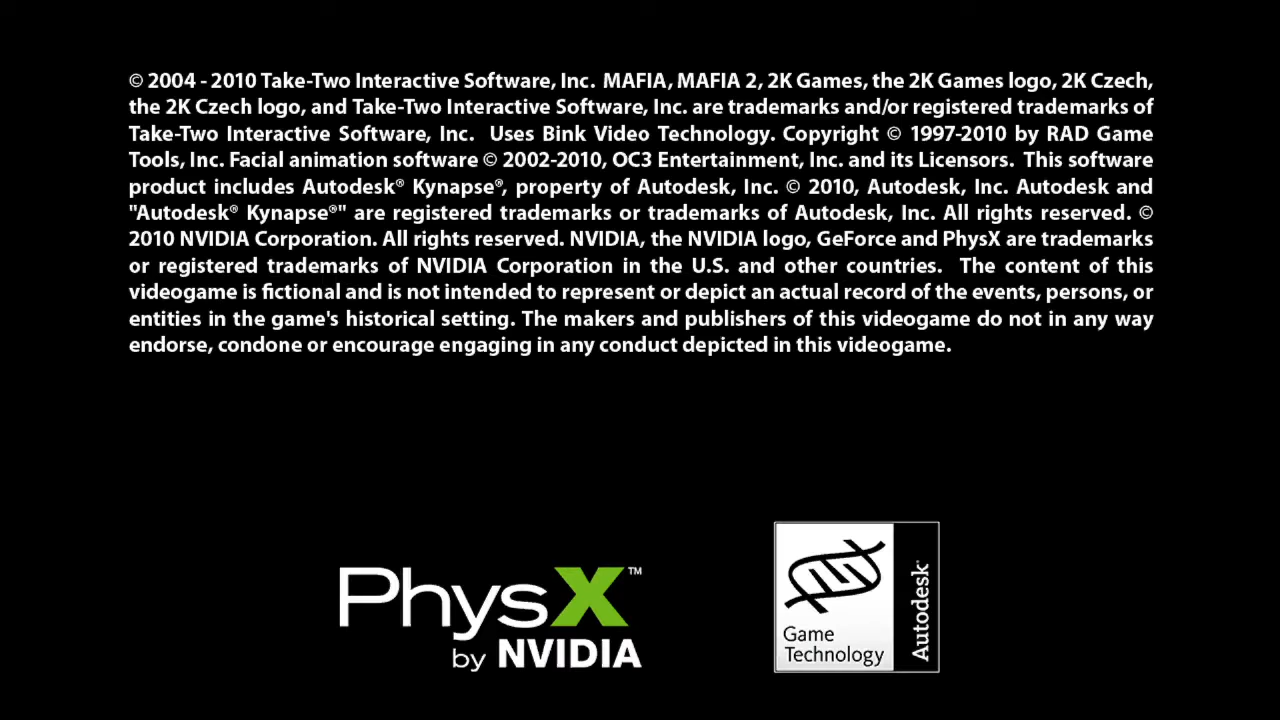 © 2004 - 2010 Take-Two Interactive Software, Inc.  MAFIA, MAFIA 2, 2K Games, the 2K Games logo, 2K Czech,
the 2K Czech logo, and Take-Two Interactive Software, Inc. are trademarks and/or registered trademarks of
Take-Two Interactive Software, Inc.  Uses Bink Video Technology. Copyright © 1997-2010 by RAD Game
Tools, Inc. Facial animation software © 2002-2010, OC3 Entertainment, Inc. and its Licensors.  This software
product includes Autodesk® Kynapse®, property of Autodesk, Inc. © 2010, Autodesk, Inc. Autodesk and
"Autodesk® Kynapse®" are registered trademarks or trademarks of Autodesk, Inc. All rights reserved. ©
2010 NVIDIA Corporation. All rights reserved. NVIDIA, the NVIDIA logo, GeForce and PhysX are trademarks
or registered trademarks of NVIDIA Corporation in the U.S. and other countries.  The content of this
videogame is fictional and is not intended to represent or depict an actual record of the events, persons, or
entities in the game's historical setting. The makers and publishers of this videogame do not in any way
endorse, condone or encourage engaging in any conduct depicted in this videogame.
PhysX™
by NVIDIA
Game
Technology
Autodesk®